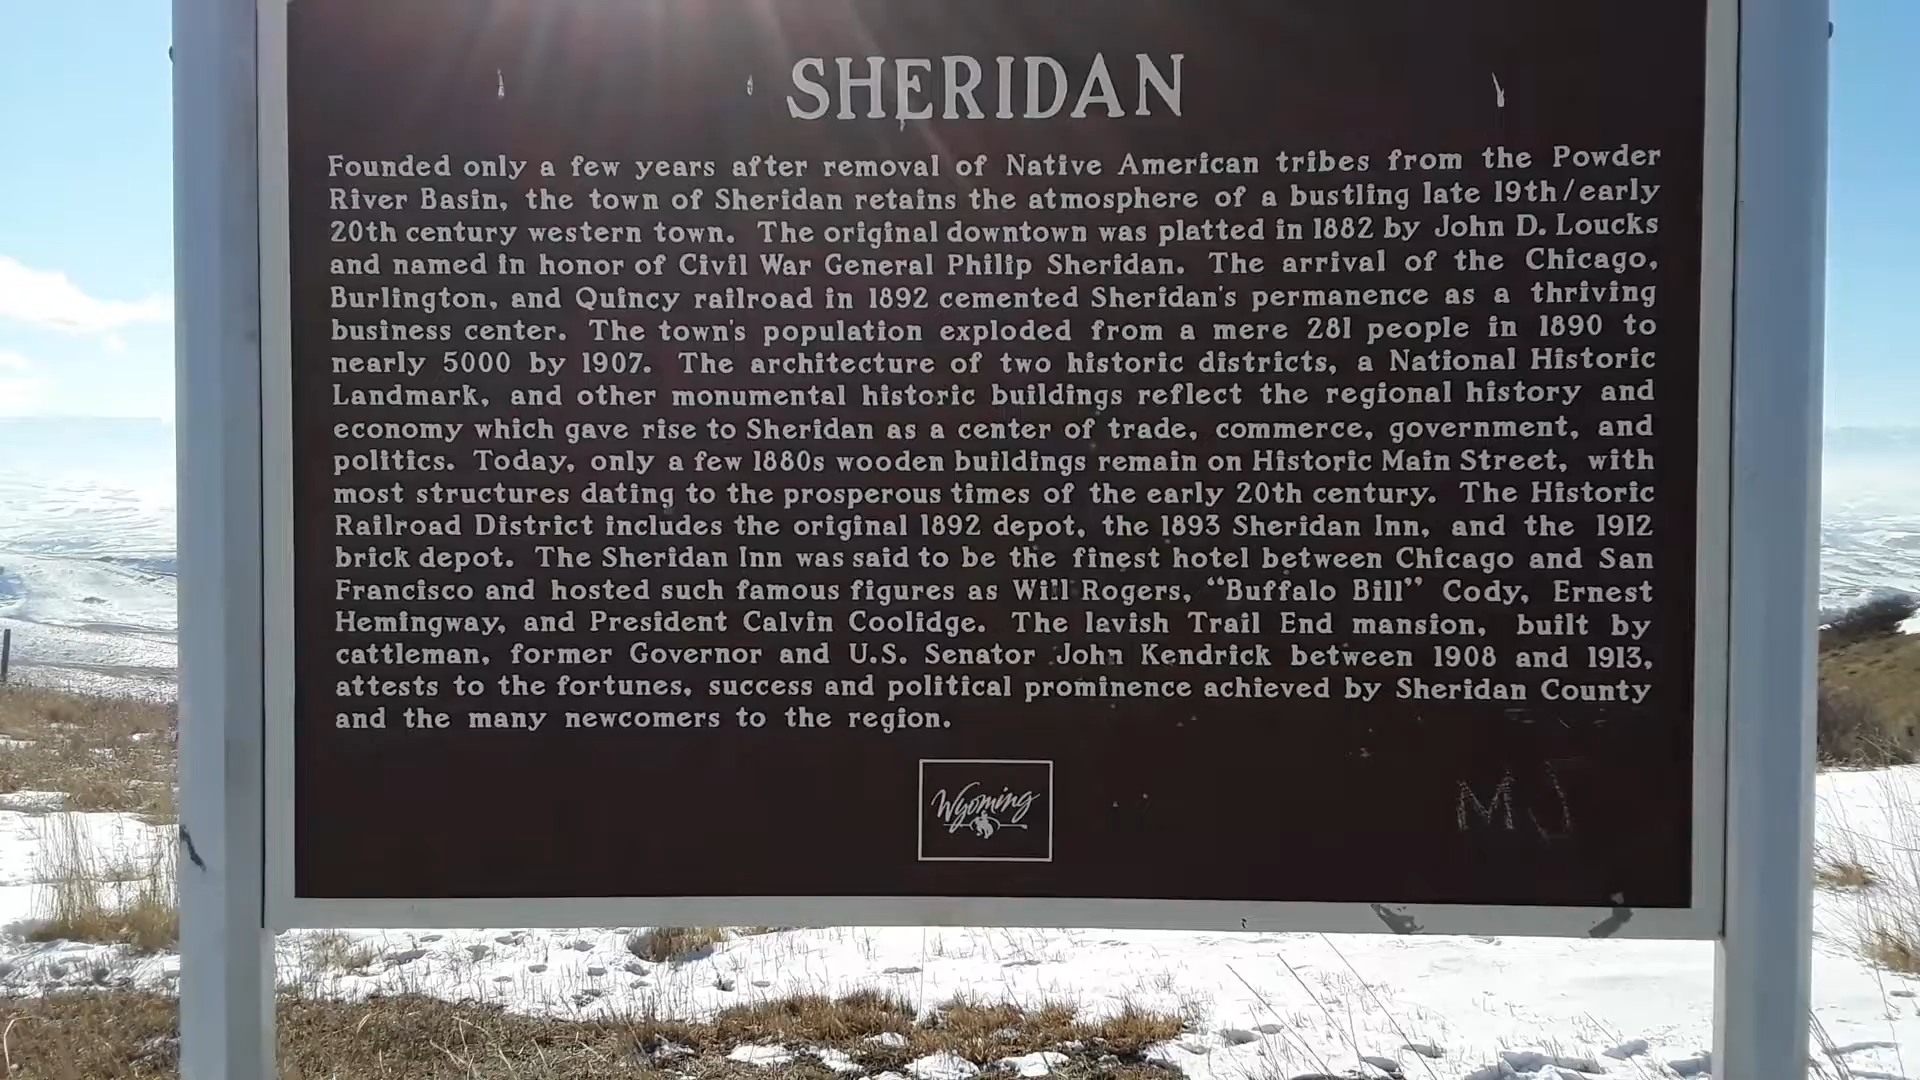 SHERIDAN
Founded only a few years after removal of Native American tribes from the Powder
River Basin, the town of Sheridan retains the atmosphere of a bustling late 19th/early
20th century western town. The original downtown was platted in 1882 by John D. Loucks
and named in honor of Civil War General Philip Sheridan. The arrival of the Chicago,
Burlington, and Quincy railroad in 1892 cemented Sheridan's permanence as a thriving
business center. The town's population exploded from a mere 281 people in 1890 to
nearly 5000 by 1907. The architecture of two historic districts, a National Historic
Landmark, and other monumental historic buildings reflect the regional history and
economy which gave rise to Sheridan as a center of trade, commerce, government, and
politics. Today, only a few 1880s wooden buildings remain on Historic Main Street, with
most structures dating to the prosperous times of the early 20th century. The Historic
Railroad District includes the original 1892 depot, the 1893 Sheridan Inn, and the 1912
brick depot. The Sheridan Inn was said to be the finest hotel between Chicago and San
Francisco and hosted such famous figures as Will Rogers, "Buffalo Bill" Cody, Ernest
Hemingway, and President Calvin Coolidge. The lavish Trail End mansion, built by
cattleman, former Governor and U.S. Senator John Kendrick between 1908 and 1913,
attests to the fortunes, success and political prominence achieved by Sheridan County
and the many newcomers to the region.
Wyoming
MJ